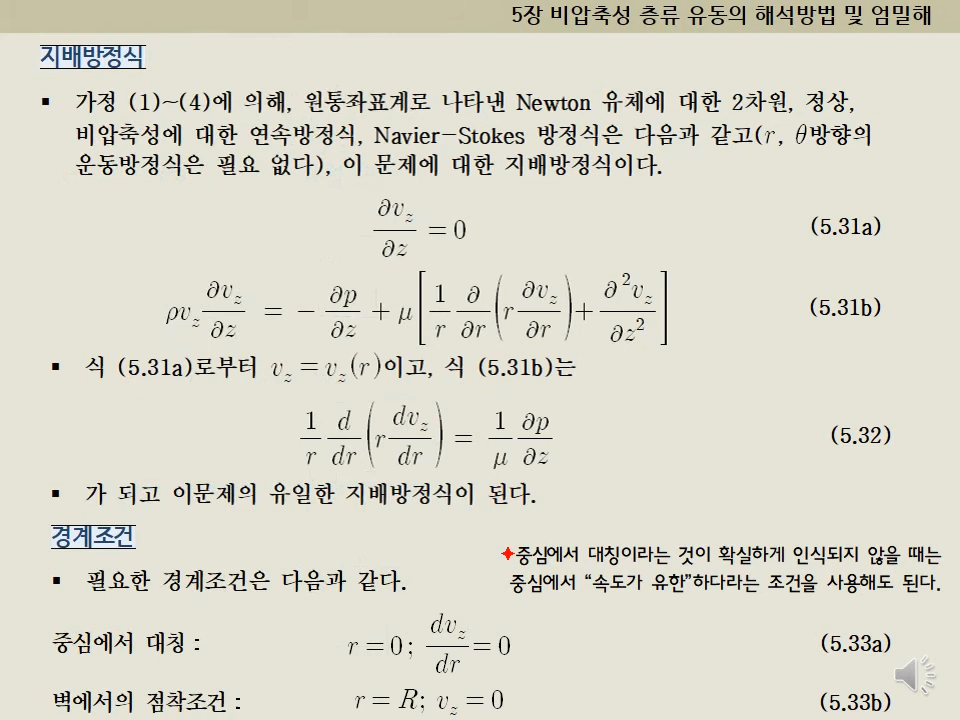 5장 비압축성 층류 유동의 해석방법 및 엄밀해
지배방정식
▪ 가정 (1)~(4)에 의해, 원통좌표계로 나타낸 Newton 유체에 대한 2차원, 정상,
비압축성에 대한 연속방정식, Navier-Stokes 방정식은 다음과 같고(r, θ방향의
운동방정식은 필요 없다), 이 문제에 대한 지배방정식이다.
∂v_z/∂z = 0 (5.31a)
ρv_z ∂v_z/∂z = - ∂p/∂z + μ[1/r ∂/∂r (r ∂v_z/∂r) + ∂²v_z/∂z²] (5.31b)
▪ 식 (5.31a)로부터 v_z = v_z(r)이고, 식 (5.31b)는
1/r d/dr (r dv_z/dr) = 1/μ ∂p/∂z (5.32)
▪ 가 되고 이문제의 유일한 지배방정식이 된다.
경계조건
✦중심에서 대칭이라는 것이 확실하게 인식되지 않을 때는
중심에서 “속도가 유한”하다라는 조건을 사용해도 된다.
▪ 필요한 경계조건은 다음과 같다.
중심에서 대칭 : r = 0; dv_z/dr = 0 (5.33a)
벽에서의 점착조건 : r = R; v_z = 0 (5.33b)